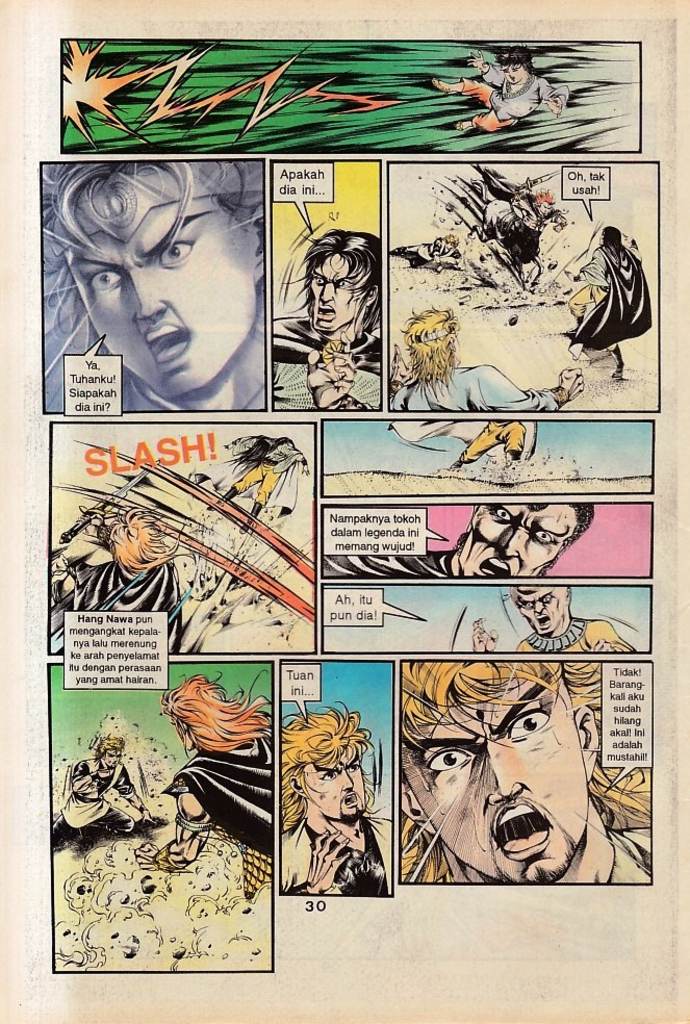 Ya,
Tuhanku!
Siapakah
dia ini?
Apakah
dia ini...
Oh, tak
usah!
SLASH!
Hang Nawa pun
mengangkat kepala-
nya lalu merenung
ke arah penyelamat
itu dengan perasaan
yang amat hairan.
Nampaknya tokoh
dalam legenda ini
memang wujud!
Ah, itu
pun dia!
Tuan
ini...
Tidak!
Barang-
kali aku
sudah
hilang
akal! Ini
adalah
mustahil!
30